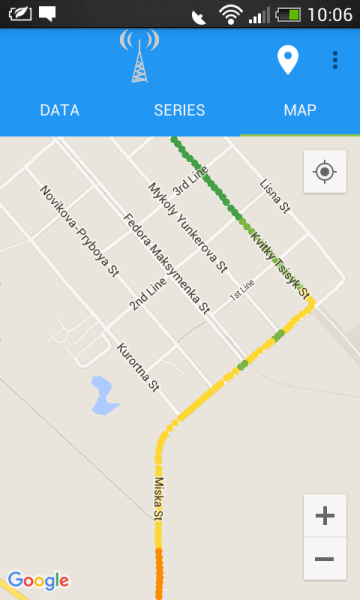 10:06
DATA SERIES MAP
3rd Line
Lisna St
Novikova-Pryboya St
Mykoly Yunkerova St
Fedora Maksymenka St
Kvitky Tsisyk St
2nd Line
1st Line
Kurortna St
Miska St
+
−
Google